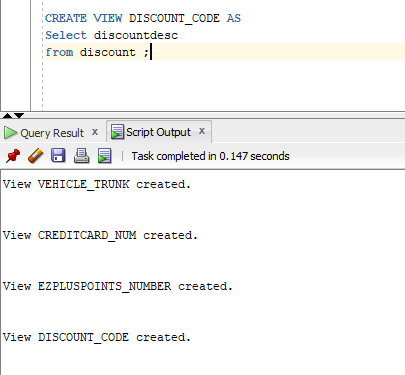 CREATE VIEW DISCOUNT_CODE AS
Select discountdesc
from discount ;
Query Result x Script Output x
Task completed in 0.147 seconds
View VEHICLE_TRUNK created.
View CREDITCARD_NUM created.
View EZPLUSPOINTS_NUMBER created.
View DISCOUNT_CODE created.